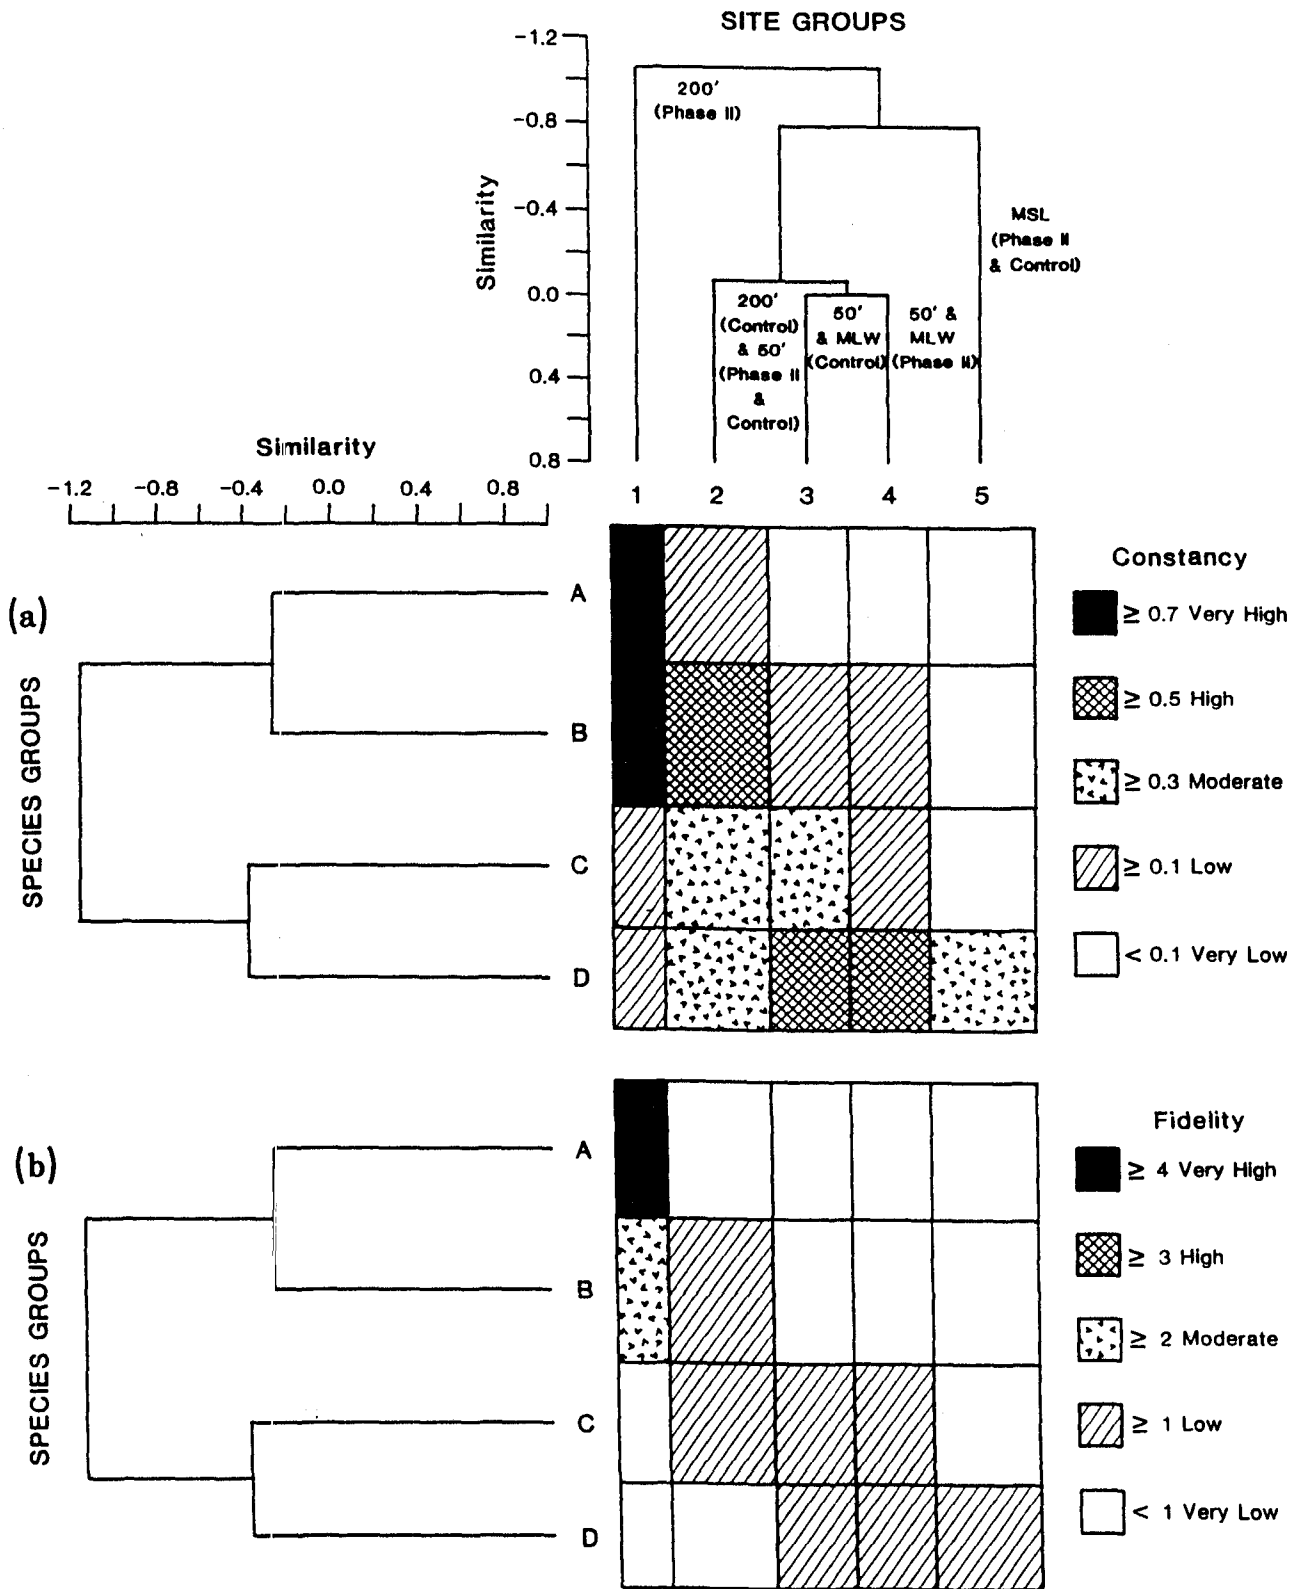 SITE GROUPS
-1.2
-0.8
-0.4
0.0
0.4
0.8
Similarity
200'
(Phase II)
MSL
(Phase II
& Control)
200'
(Control)
& 50'
(Phase II
&
Control)
50'
& MLW
(Control)
50' &
MLW
(Phase II)
Similarity
-1.2 -0.8 -0.4 0.0 0.4 0.8
1 2 3 4 5
(a)
SPECIES GROUPS
A
B
C
D
Constancy
≥ 0.7 Very High
≥ 0.5 High
≥ 0.3 Moderate
≥ 0.1 Low
< 0.1 Very Low
(b)
SPECIES GROUPS
A
B
C
D
Fidelity
≥ 4 Very High
≥ 3 High
≥ 2 Moderate
≥ 1 Low
< 1 Very Low